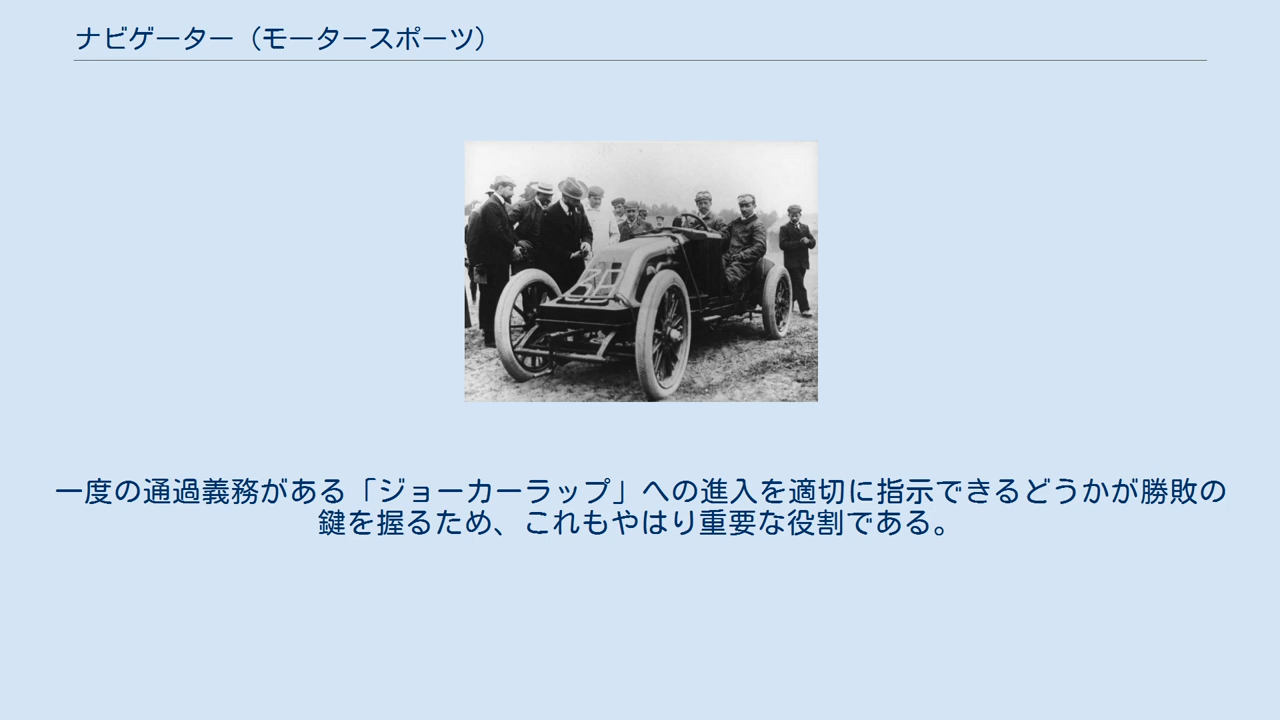 ナビゲーター（モータースポーツ）
一度の通過義務がある「ジョーカーラップ」への進入を適切に指示できるどうかが勝敗の
鍵を握るため、これもやはり重要な役割である。